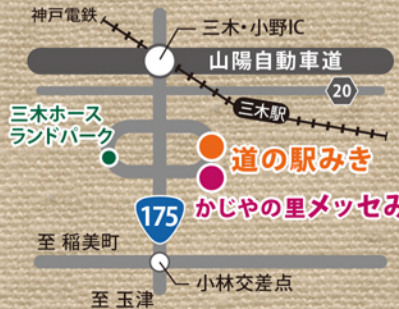 神戸電鉄
三木・小野IC
山陽自動車道
20
三木駅
三木ホース
ランドパーク
道の駅みき
かじやの里メッセみ
175
至 稲美町
小林交差点
至 玉津